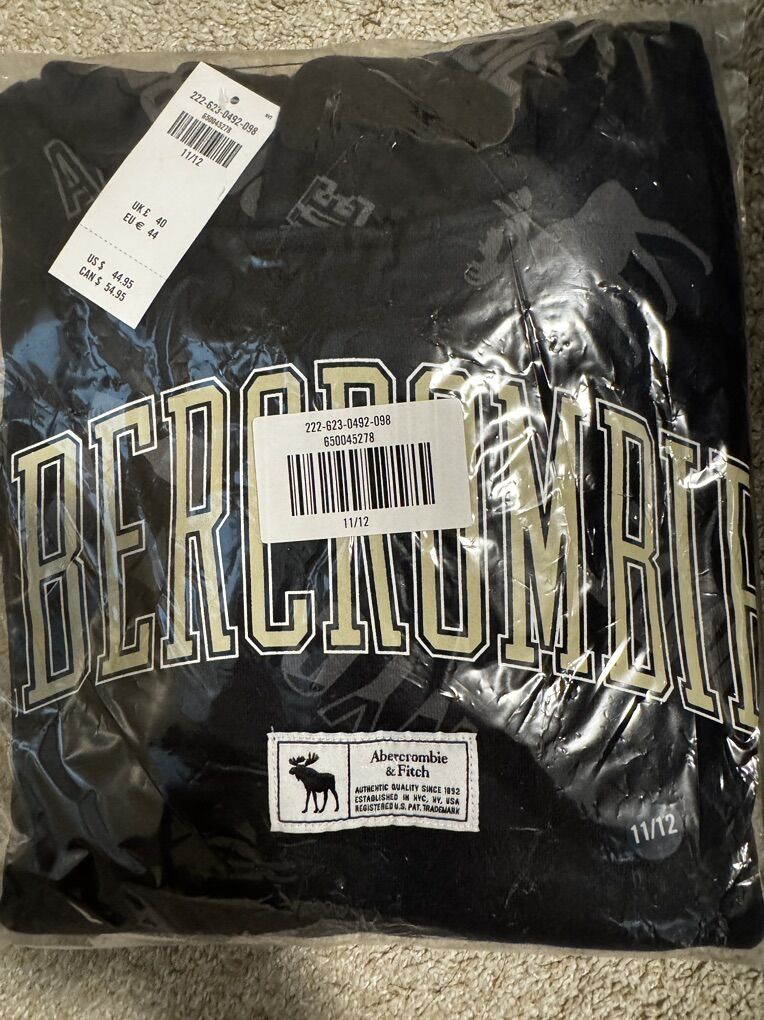 222-623-0492-098
650045278
11/12
UK £ 40
EU € 44
US $ 44.95
CAN $ 54.95
BERCROMBIE
222-623-0492-098
650045278
11/12
Abercrombie
& Fitch
AUTHENTIC QUALITY SINCE 1892
ESTABLISHED IN NYC, NY, USA
REGISTERED U.S. PAT. TRADEMARK
11/12